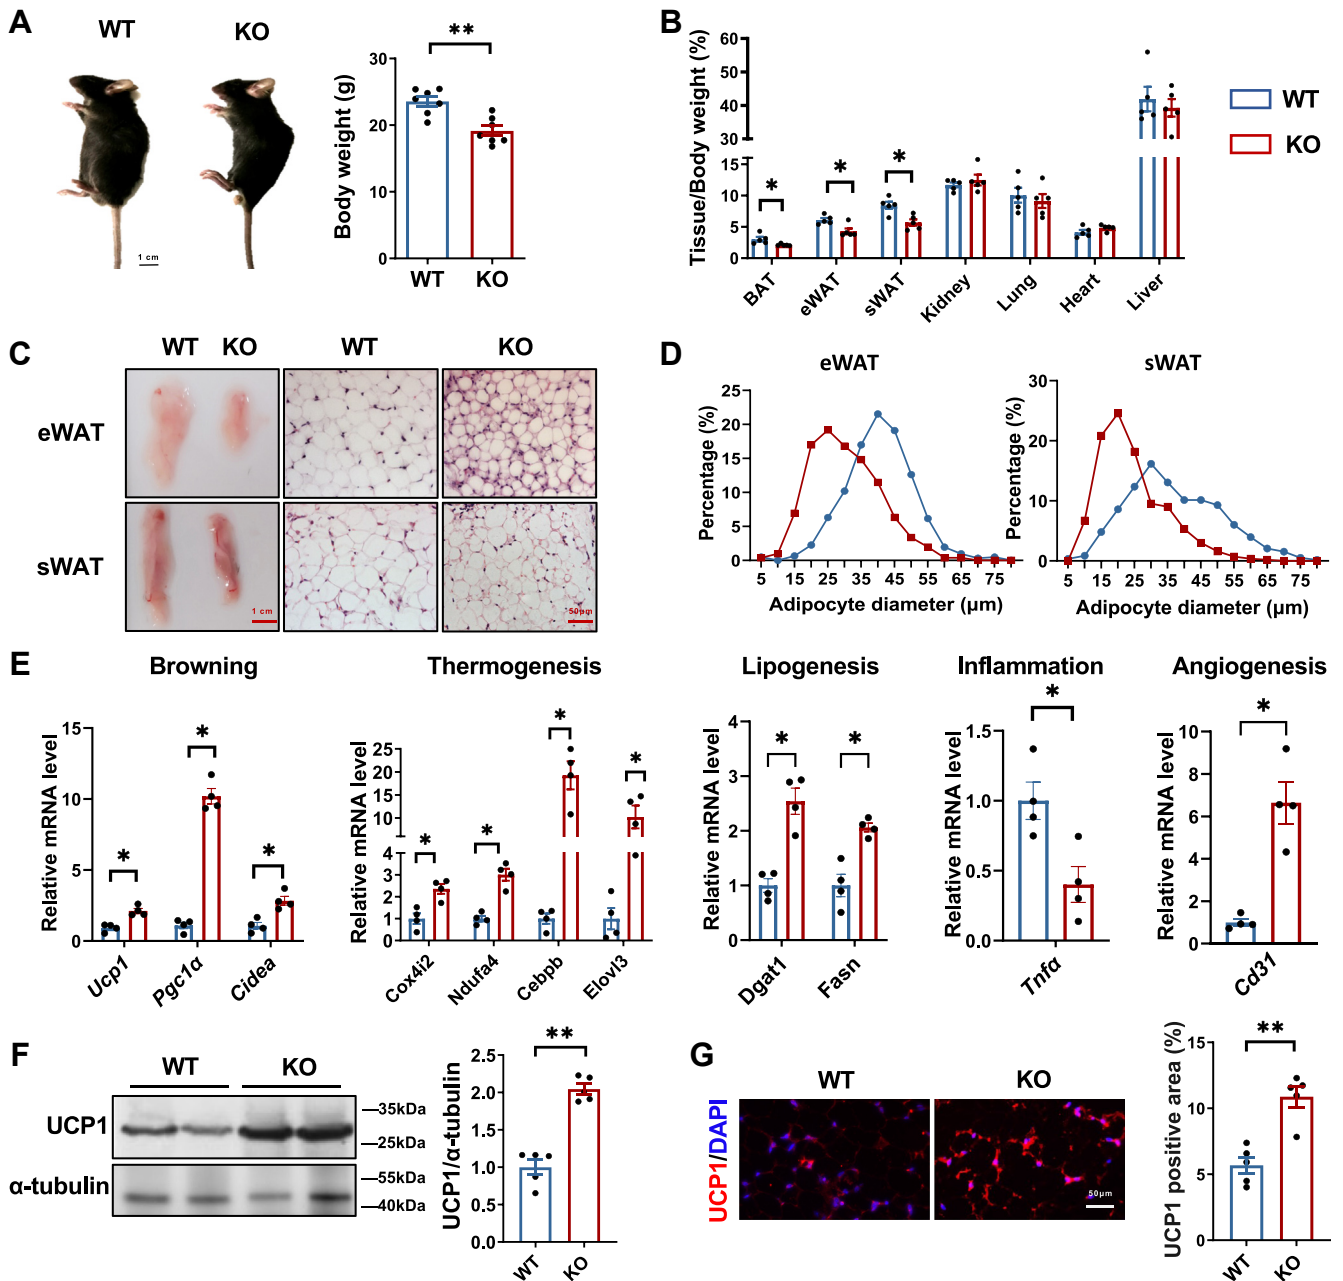 A
WT
KO
1 cm
Body weight (g)
30
20
10
0
**
WT
KO
B
Tissue/Body weight (%)
60
50
40
30
15
10
5
0
*
*
*
BAT
eWAT
sWAT
Kidney
Lung
Heart
Liver
WT
KO
C
WT
KO
WT
KO
eWAT
sWAT
1 cm
50μm
D
eWAT
Percentage (%)
25
20
15
10
5
0
5
15
25
35
45
55
65
75
Adipocyte diameter (μm)
sWAT
Percentage (%)
30
20
10
0
5
15
25
35
45
55
65
75
Adipocyte diameter (μm)
E
Browning
Relative mRNA level
15
10
5
0
*
*
*
Ucp1
Pgc1α
Cidea
Thermogenesis
Relative mRNA level
25
20
15
10
5
4
3
2
1
0
*
*
*
*
Cox4i2
Ndufa4
Cebpb
Elovl3
Lipogenesis
Relative mRNA level
4
3
2
1
0
*
*
Dgat1
Fasn
Inflammation
Relative mRNA level
1.5
1.0
0.5
0.0
*
Tnfα
Angiogenesis
Relative mRNA level
10
8
6
4
2
0
*
Cd31
F
WT
KO
UCP1
α-tubulin
—35kDa
—25kDa
—55kDa
—40kDa
UCP1/α-tubulin
2.5
2.0
1.5
1.0
0.5
0.0
**
WT
KO
G
WT
KO
UCP1/DAPI
50μm
UCP1 positive area (%)
15
10
5
0
**
WT
KO